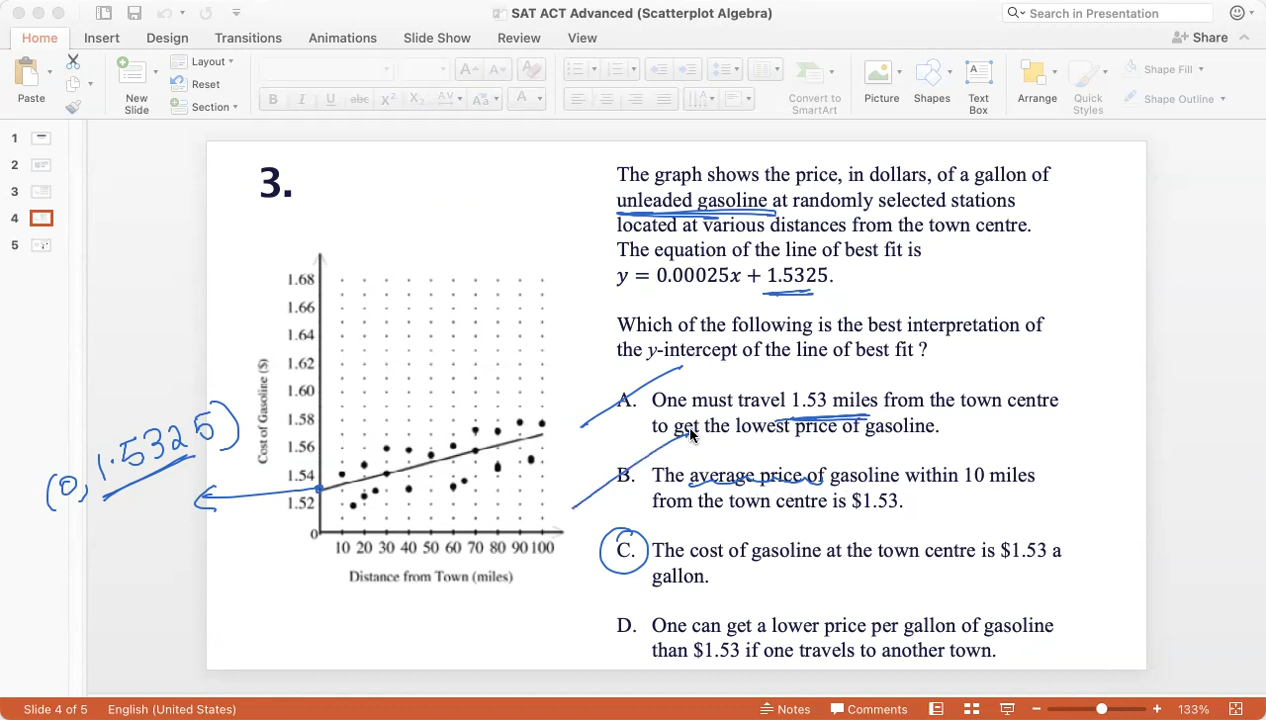 SAT ACT Advanced (Scatterplot Algebra)
Search in Presentation
Home Insert Design Transitions Animations Slide Show Review View
Share
Paste
New Slide
Layout
Reset
Section
B I U abc X² X₂ AV Aa A
A A A
Convert to SmartArt
Picture
Shapes
Text Box
Arrange
Quick Styles
Shape Fill
Shape Outline
1
2
3
4
5
3.
The graph shows the price, in dollars, of a gallon of
unleaded gasoline at randomly selected stations
located at various distances from the town centre.
The equation of the line of best fit is
y = 0.00025x + 1.5325.
Which of the following is the best interpretation of
the y-intercept of the line of best fit ?
A. One must travel 1.53 miles from the town centre
to get the lowest price of gasoline.
B. The average price of gasoline within 10 miles
from the town centre is $1.53.
C. The cost of gasoline at the town centre is $1.53 a
gallon.
D. One can get a lower price per gallon of gasoline
than $1.53 if one travels to another town.
Cost of Gasoline ($)
1.68
1.66
1.64
1.62
1.60
1.58
1.56
1.54
1.52
0
10 20 30 40 50 60 70 80 90 100
Distance from Town (miles)
(0, 1.5325)
Slide 4 of 5 English (United States)
Notes Comments 133%